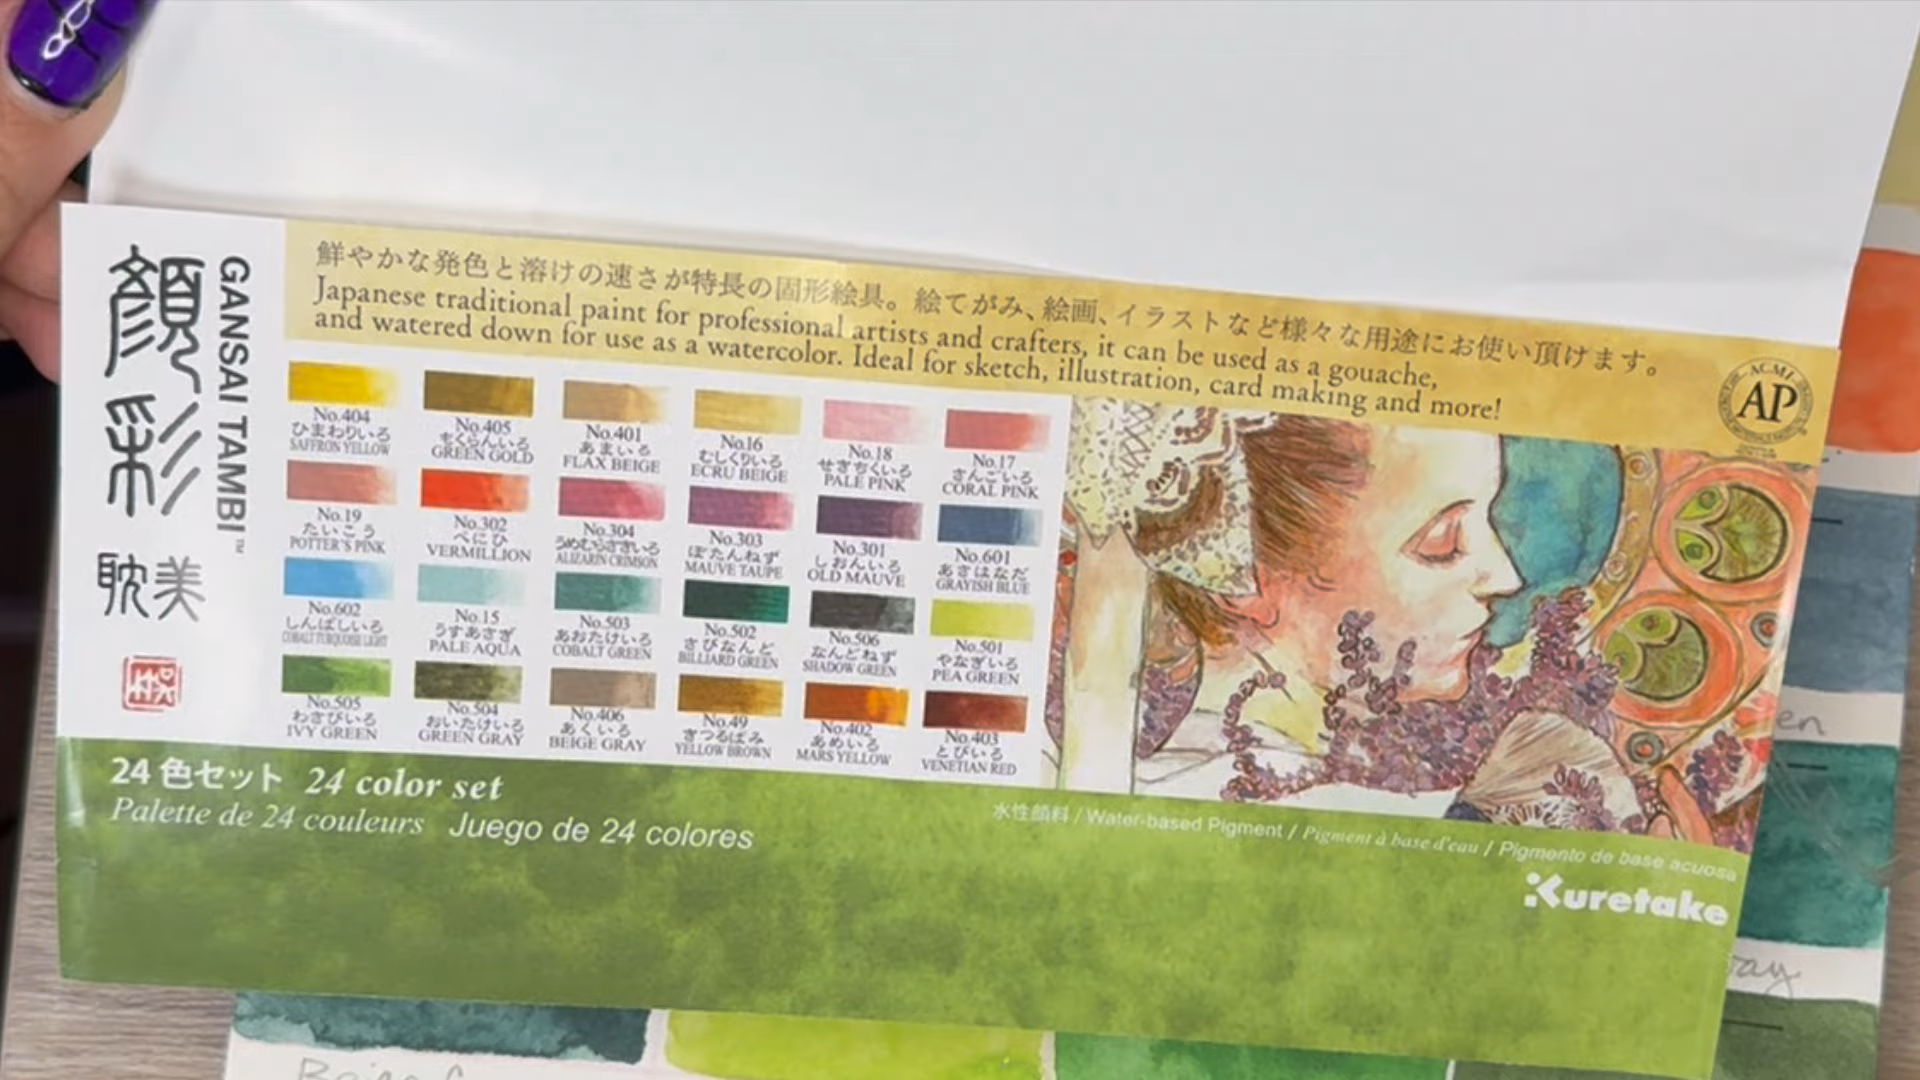 顔彩
耽美
GANSAI TAMBI™
鮮やかな発色と溶けの速さが特長の固形絵具。絵てがみ、絵画、イラストなど様々な用途にお使い頂けます。
Japanese traditional paint for professional artists and crafters, it can be used as a gouache,
and watered down for use as a watercolor. Ideal for sketch, illustration, card making and more!
ACMI
AP
No.404
ひまわりいろ
SAFFRON YELLOW
No.405
もくらんいろ
GREEN GOLD
No.401
あまいろ
FLAX BEIGE
No.16
むしくりいろ
ECRU BEIGE
No.18
せきちくいろ
PALE PINK
No.17
さんごいろ
CORAL PINK
No.19
たいこう
POTTER'S PINK
No.302
べにひ
VERMILLION
No.304
うめむらさきいろ
ALIZARIN CRIMSON
No.303
ぼたんねず
MAUVE TAUPE
No.301
しおんいろ
OLD MAUVE
No.601
あさはなだ
GRAYISH BLUE
No.602
しんばしいろ
COBALT TURQUOISE LIGHT
No.15
うすあさぎ
PALE AQUA
No.503
あおたけいろ
COBALT GREEN
No.502
さびなんど
BILLIARD GREEN
No.506
なんどねず
SHADOW GREEN
No.501
やなぎいろ
PEA GREEN
No.505
わさびいろ
IVY GREEN
No.504
おいたけいろ
GREEN GRAY
No.406
あくいろ
BEIGE GRAY
No.49
きつるばみ
YELLOW BROWN
No.402
あめいろ
MARS YELLOW
No.403
とびいろ
VENETIAN RED
24色セット 24 color set
Palette de 24 couleurs Juego de 24 colores
水性顔料 / Water-based Pigment / Pigment à base d'eau / Pigmento de base acuosa
Kuretake